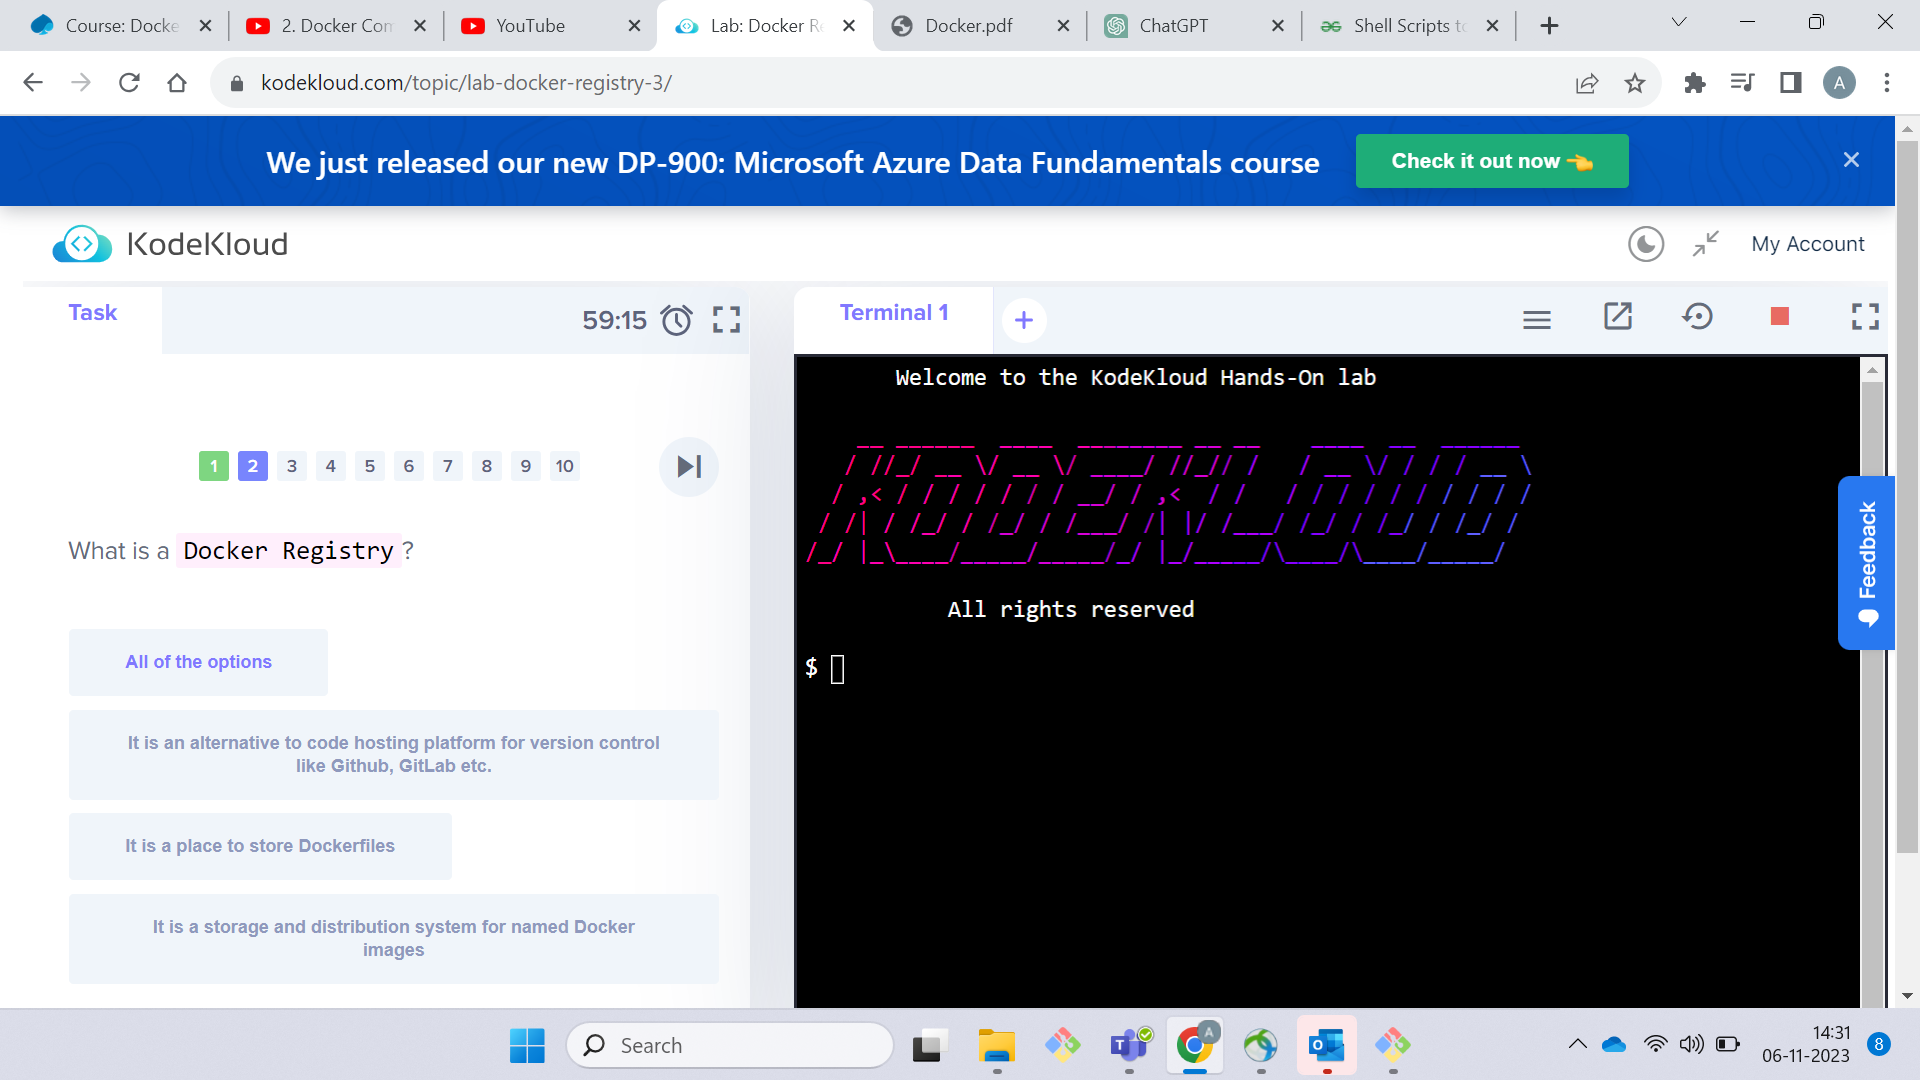 Course: Docke
2. Docker Con
YouTube
Lab: Docker Re
Docker.pdf
ChatGPT
Shell Scripts to
kodekloud.com/topic/lab-docker-registry-3/
A
We just released our new DP-900: Microsoft Azure Data Fundamentals course
Check it out now 👈
KodeKloud
My Account
Task
59:15
Terminal 1
Welcome to the KodeKloud Hands-On lab
KODEKLOUD
All rights reserved
$
1 2 3 4 5 6 7 8 9 10
What is a Docker Registry?
All of the options
It is an alternative to code hosting platform for version control
like Github, GitLab etc.
It is a place to store Dockerfiles
It is a storage and distribution system for named Docker
images
Feedback
Search
14:31
06-11-2023
8